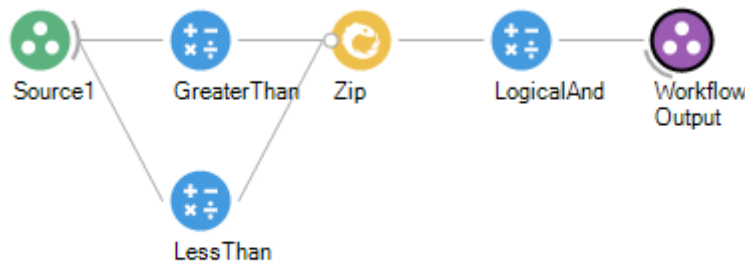 Source1
GreaterThan
Zip
LogicalAnd
Workflow
Output
LessThan